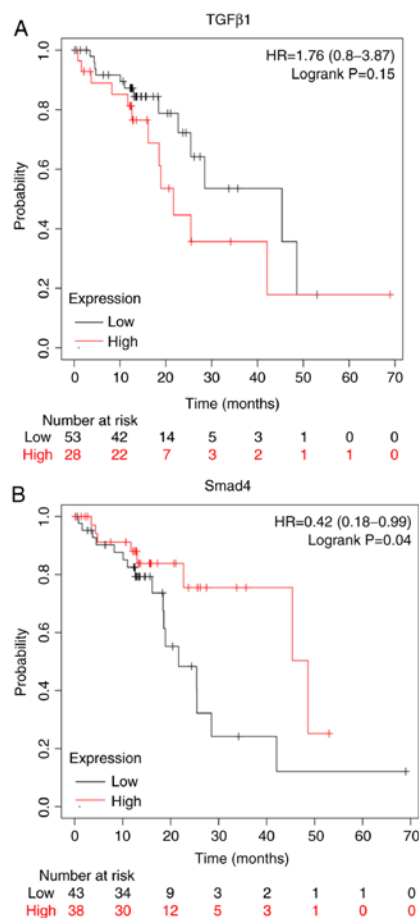 A
TGFβ1
HR=1.76 (0.8–3.87)
Logrank P=0.15
Probability
1.0
0.8
0.6
0.4
0.2
0.0
Expression
Low
High
0 10 20 30 40 50 60 70
Time (months)
Number at risk
Low 53 42 14 5 3 1 0 0
High 28 22 7 3 2 1 1 0
B
Smad4
HR=0.42 (0.18–0.99)
Logrank P=0.04
Probability
1.0
0.8
0.6
0.4
0.2
0.0
Expression
Low
High
0 10 20 30 40 50 60 70
Time (months)
Number at risk
Low 43 34 9 3 2 1 1 0
High 38 30 12 5 3 1 0 0